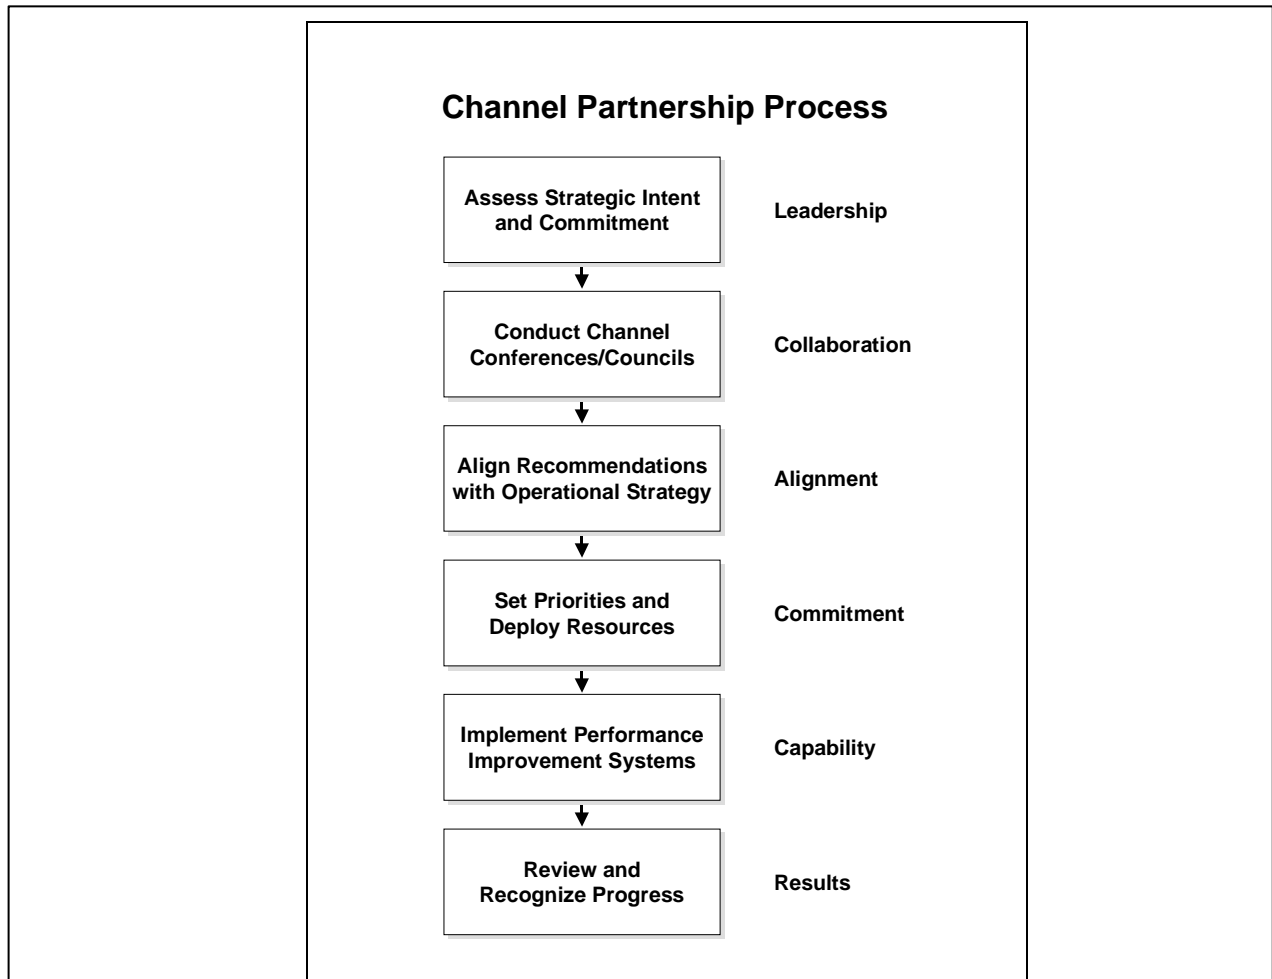 Channel Partnership Process
Assess Strategic Intent
and Commitment
Leadership
Conduct Channel
Conferences/Councils
Collaboration
Align Recommendations
with Operational Strategy
Alignment
Set Priorities and
Deploy Resources
Commitment
Implement Performance
Improvement Systems
Capability
Review and
Recognize Progress
Results